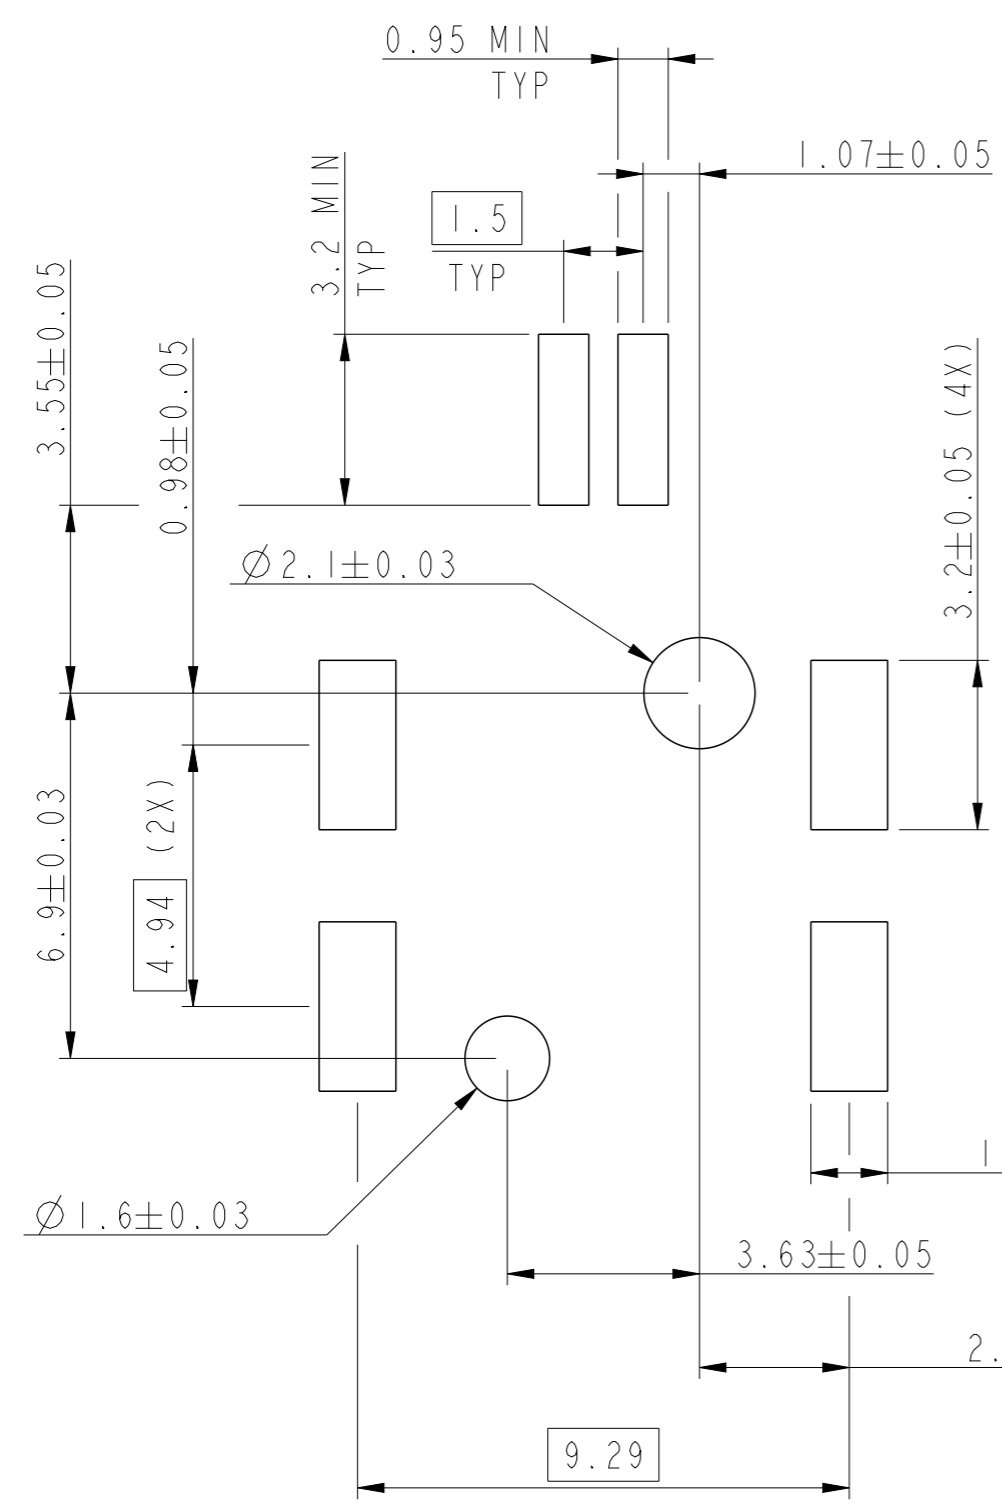 0.95 MIN
TYP
1.07±0.05
1.5
TYP
3.2 MIN
TYP
3.55±0.05
0.98±0.05
3.2±0.05 (4X)
Ø2.1±0.03
6.9±0.03
4.94 (2X)
1
Ø1.6±0.03
3.63±0.05
2.
9.29